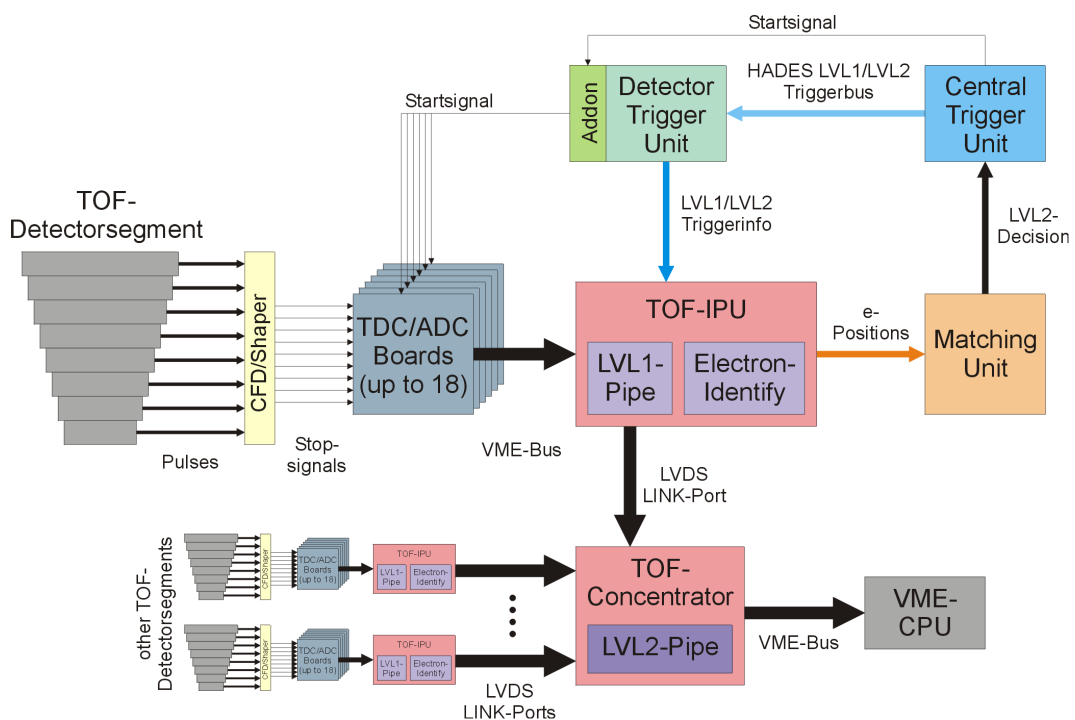 Startsignal
HADES LVL1/LVL2
Triggerbus
Startsignal
Addon
Detector
Trigger
Unit
Central
Trigger
Unit
TOF-
Detectorsegment
LVL1/LVL2
Triggerinfo
LVL2-
Decision
CFD/Shaper
TDC/ADC
Boards
(up to 18)
TOF-IPU
LVL1-
Pipe
Electron-
Identify
e-
Positions
Matching
Unit
Pulses
Stop-
signals
VME-Bus
LVDS
LINK-Port
other TOF-
Detectorsegments
CFD/Shaper
TDC/ADC
Boards
(up to 18)
TOF-IPU
LVL1-
Pipe
Electron-
Identify
CFD/Shaper
TDC/ADC
Boards
(up to 18)
TOF-IPU
LVL1-
Pipe
Electron-
Identify
LVDS
LINK-Ports
TOF-
Concentrator
LVL2-Pipe
VME-Bus
VME-
CPU